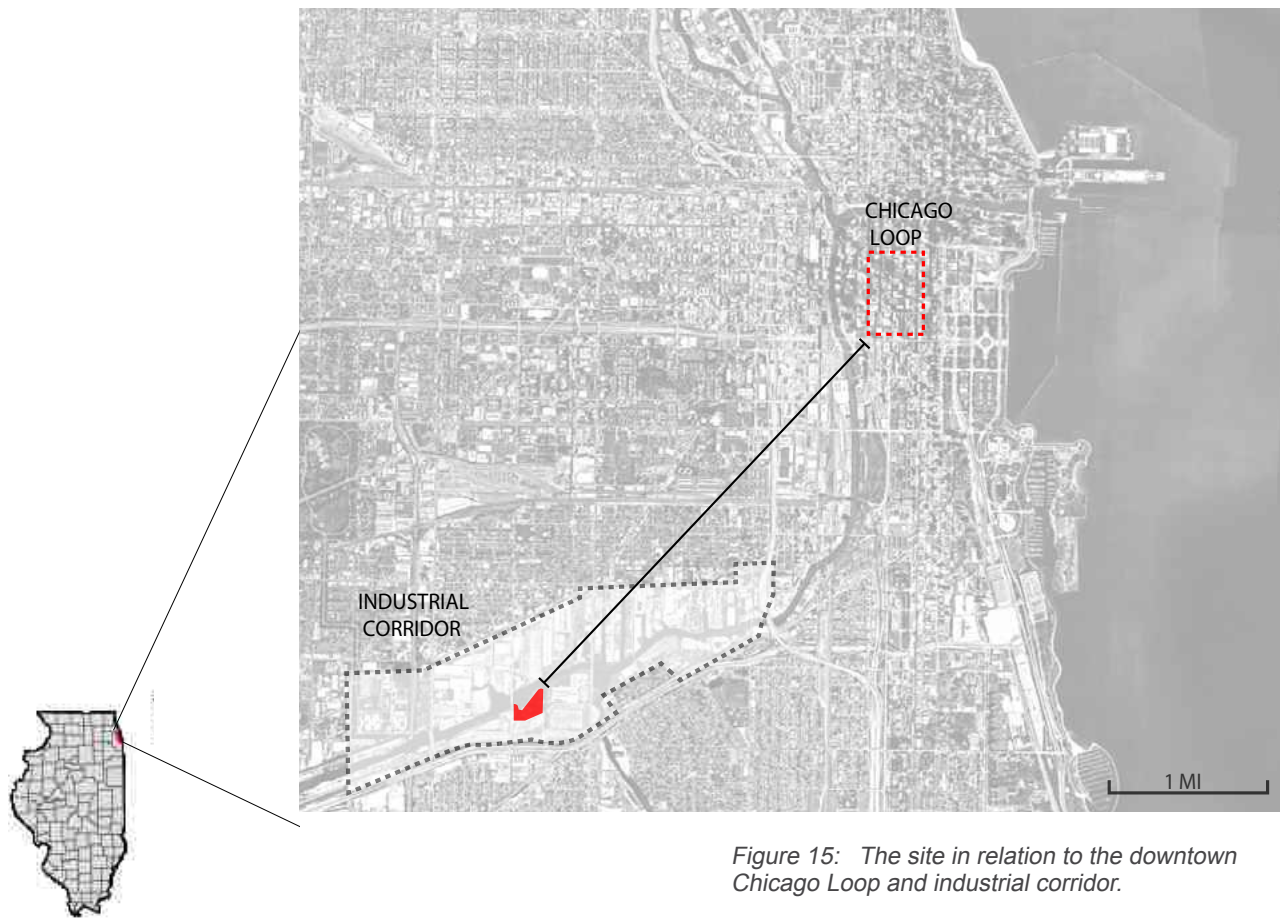 CHICAGO
LOOP
INDUSTRIAL
CORRIDOR
1 MI
Figure 15: The site in relation to the downtown
Chicago Loop and industrial corridor.